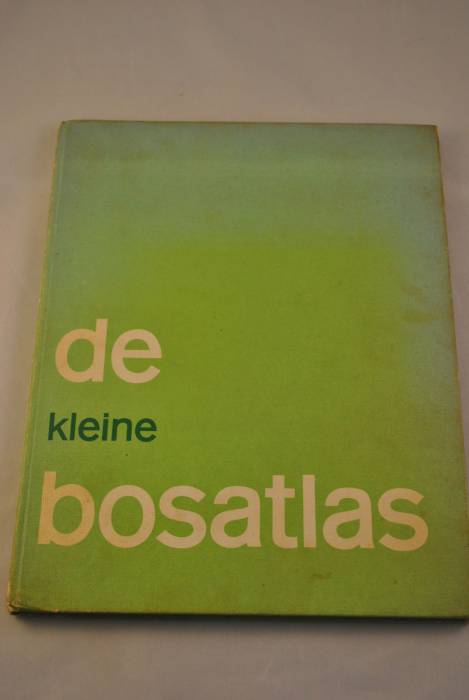 de
kleine
bosatlas